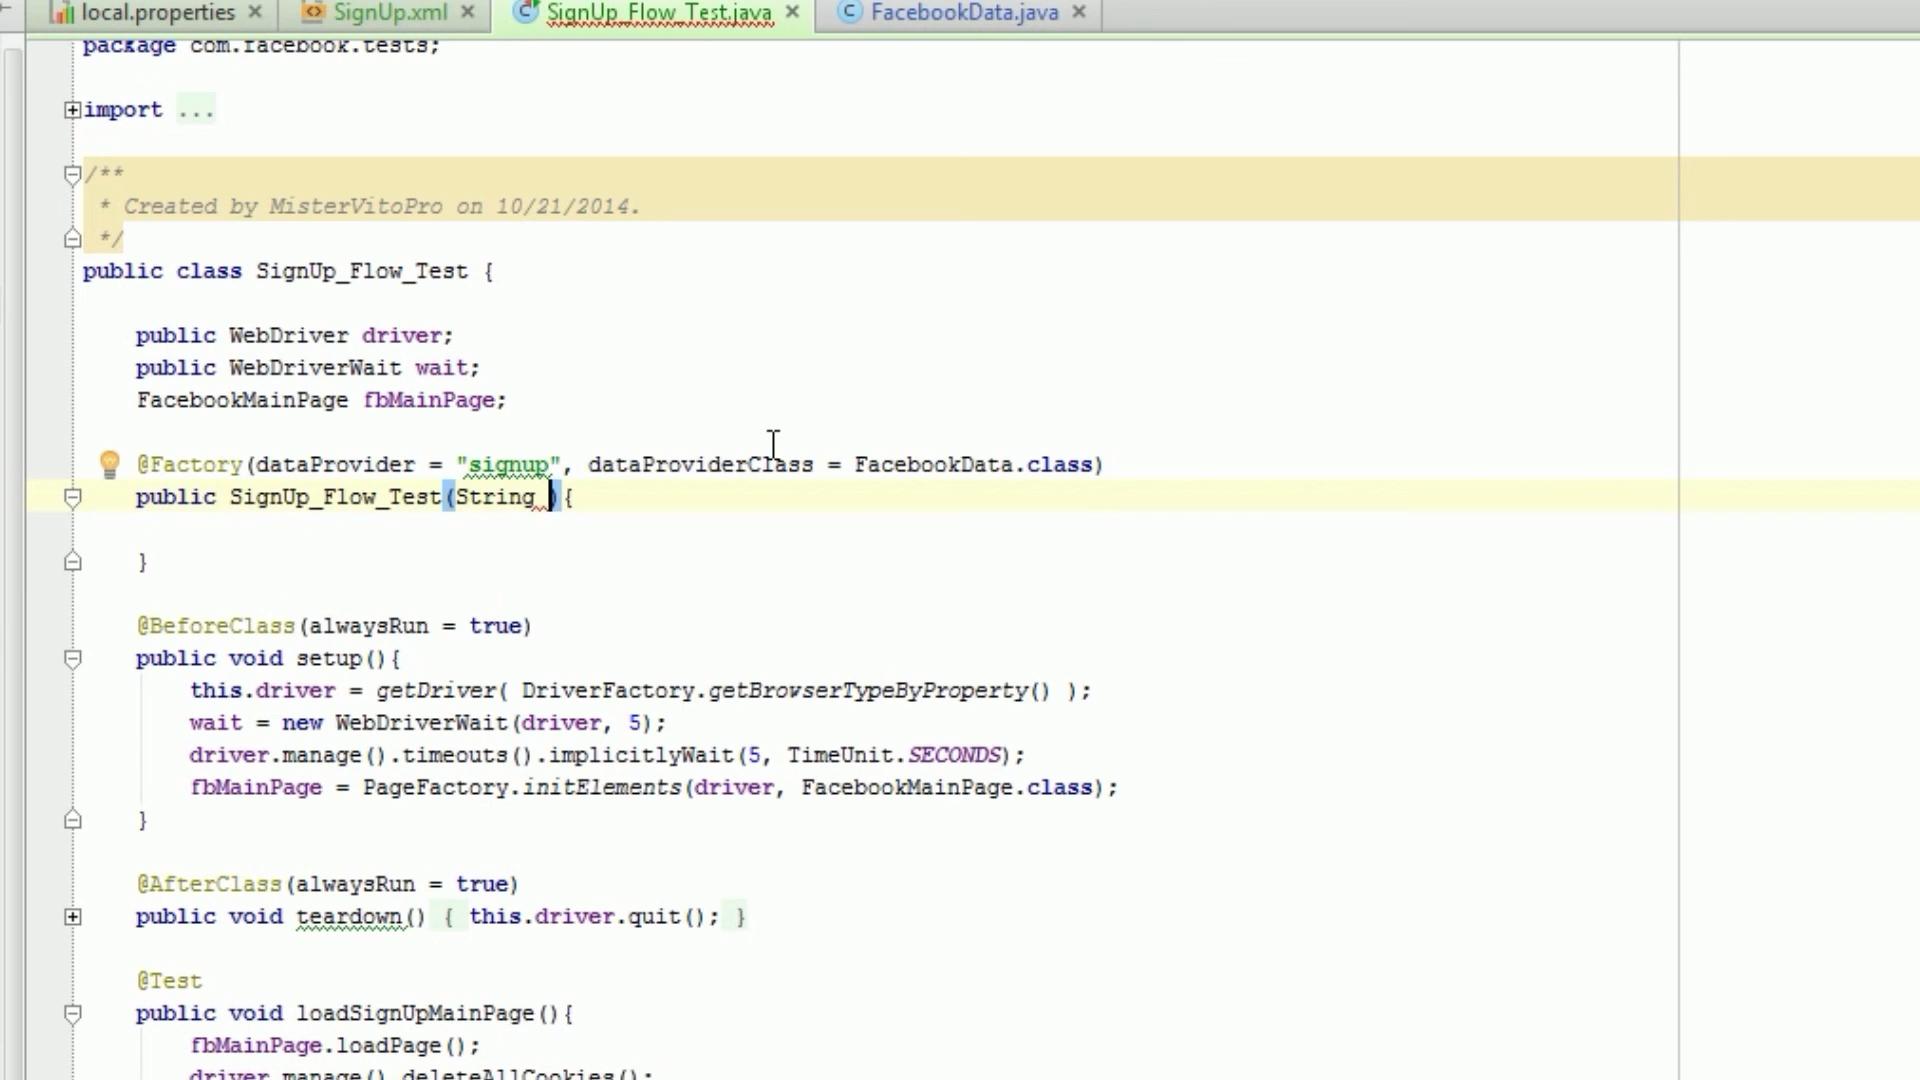 local.properties × SignUp.xml × SignUp_Flow_Test.java × FacebookData.java ×
package com.facebook.tests;
import ...
/**
* Created by MisterVitoPro on 10/21/2014.
*/
public class SignUp_Flow_Test {
public WebDriver driver;
public WebDriverWait wait;
FacebookMainPage fbMainPage;
@Factory(dataProvider = "signup", dataProviderClass = FacebookData.class)
public SignUp_Flow_Test(String ){
}
@BeforeClass(alwaysRun = true)
public void setup(){
this.driver = getDriver( DriverFactory.getBrowserTypeByProperty() );
wait = new WebDriverWait(driver, 5);
driver.manage().timeouts().implicitlyWait(5, TimeUnit.SECONDS);
fbMainPage = PageFactory.initElements(driver, FacebookMainPage.class);
}
@AfterClass(alwaysRun = true)
public void teardown() { this.driver.quit(); }
@Test
public void loadSignUpMainPage(){
fbMainPage.loadPage();
driver.manage().deleteAllCookies();